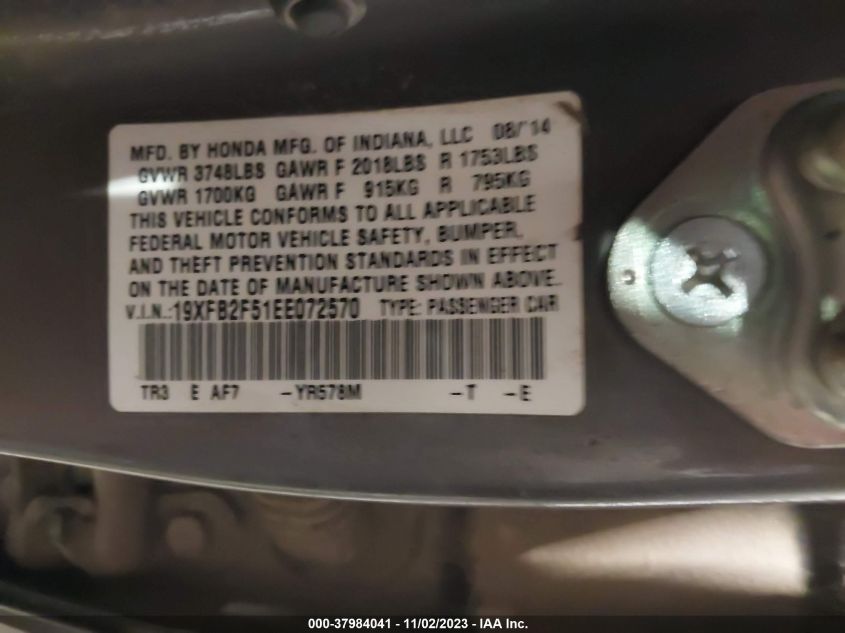 MFD. BY HONDA MFG. OF INDIANA, LLC 08/'14
GVWR 3748LBS GAWR F 2018LBS R 1753LBS
GVWR 1700KG GAWR F 915KG R 795KG
THIS VEHICLE CONFORMS TO ALL APPLICABLE
FEDERAL MOTOR VEHICLE SAFETY, BUMPER,
AND THEFT PREVENTION STANDARDS IN EFFECT
ON THE DATE OF MANUFACTURE SHOWN ABOVE.
V.I.N.:19XFB2F51EE072570 TYPE: PASSENGER CAR
TR3 E AF7 -YR578M -T -E
000-37984041 - 11/02/2023 - IAA Inc.